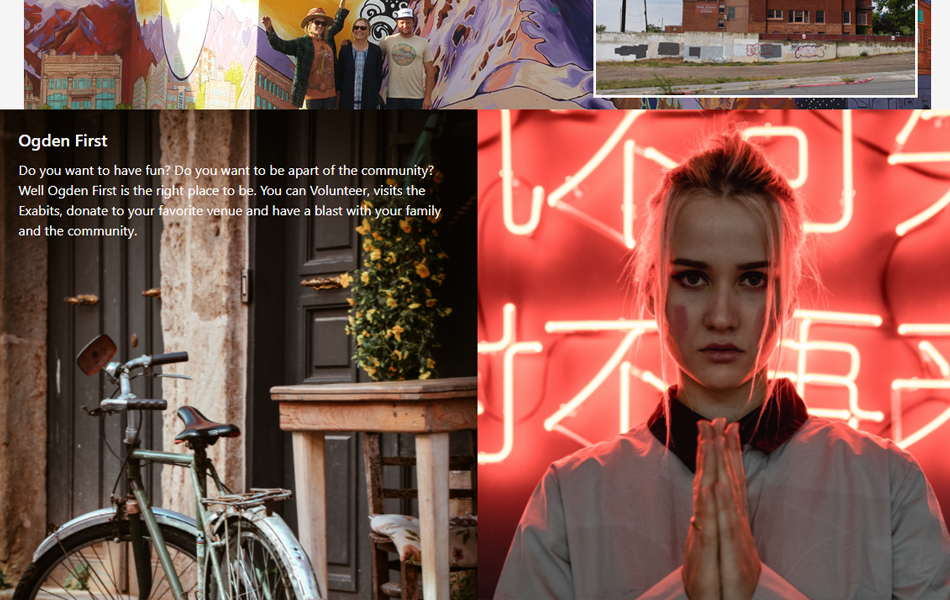 Ogden First
Do you want to have fun? Do you want to be apart of the community?
Well Ogden First is the right place to be. You can Volunteer, visits the
Exabits, donate to your favorite venue and have a blast with your family
and the community.